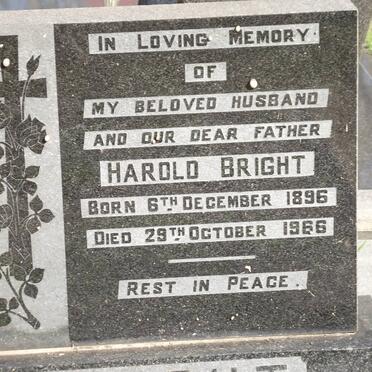 In Loving Memory
of
My Beloved Husband
and Our Dear Father
HAROLD BRIGHT
Born 6th December 1896
Died 29th October 1966
Rest in Peace.